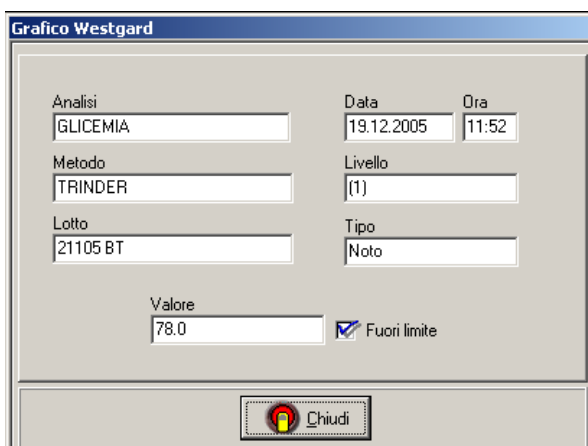 Grafico Westgard
Analisi Data Ora
GLICEMIA 19.12.2005 11:52
Metodo Livello
TRINDER (1)
Lotto Tipo
21105 BT Noto
Valore
78.0 Fuori limite
Chiudi